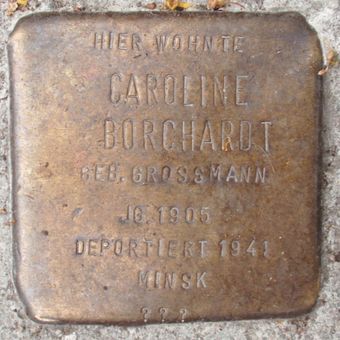 HIER WOHNTE
CAROLINE
BORCHARDT
GEB. GROSSMANN
JG. 1905
DEPORTIERT 1941
MINSK
? ? ?